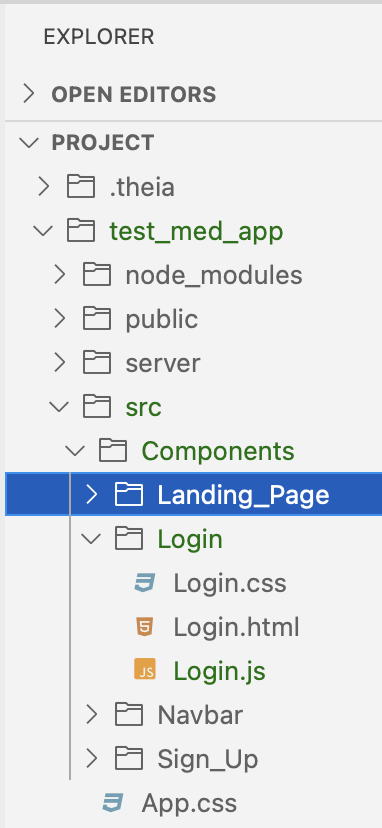 EXPLORER
OPEN EDITORS
PROJECT
.theia
test_med_app
node_modules
public
server
src
Components
Landing_Page
Login
Login.css
Login.html
JS Login.js
Navbar
Sign_Up
App.css